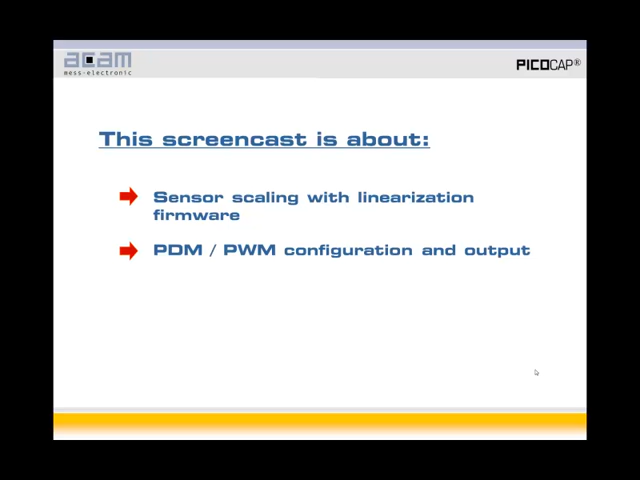 acam
mess-electronic
PICOCAP®
This screencast is about:
Sensor scaling with linearization
firmware
PDM / PWM configuration and output